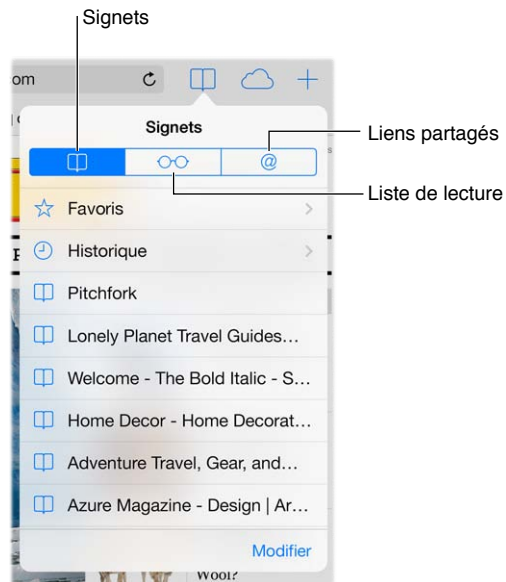 Signets
om
Signets
Liens partagés
Liste de lecture
@
Favoris
Historique
Pitchfork
Lonely Planet Travel Guides…
Welcome - The Bold Italic - S…
Home Decor - Home Decorat…
Adventure Travel, Gear, and…
Azure Magazine - Design | Ar…
Modifier
Wool?